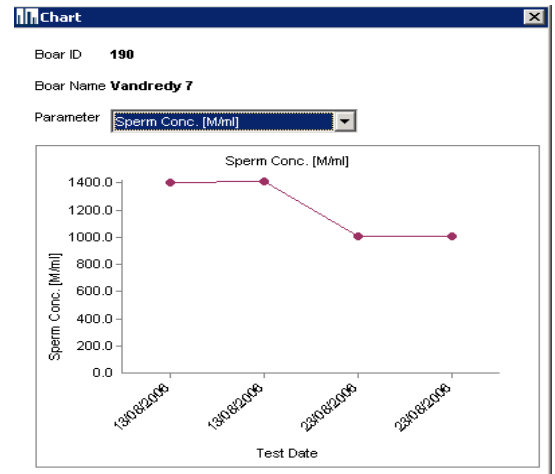 Chart
Boar ID 190
Boar Name Vandredy 7
Parameter Sperm Conc. [M/ml]
Sperm Conc. [M/ml]
1400.0
1200.0
1000.0
800.0
600.0
400.0
200.0
0.0
Sperm Conc. [M/ml]
13/08/2006
13/08/2006
23/08/2006
23/08/2006
Test Date